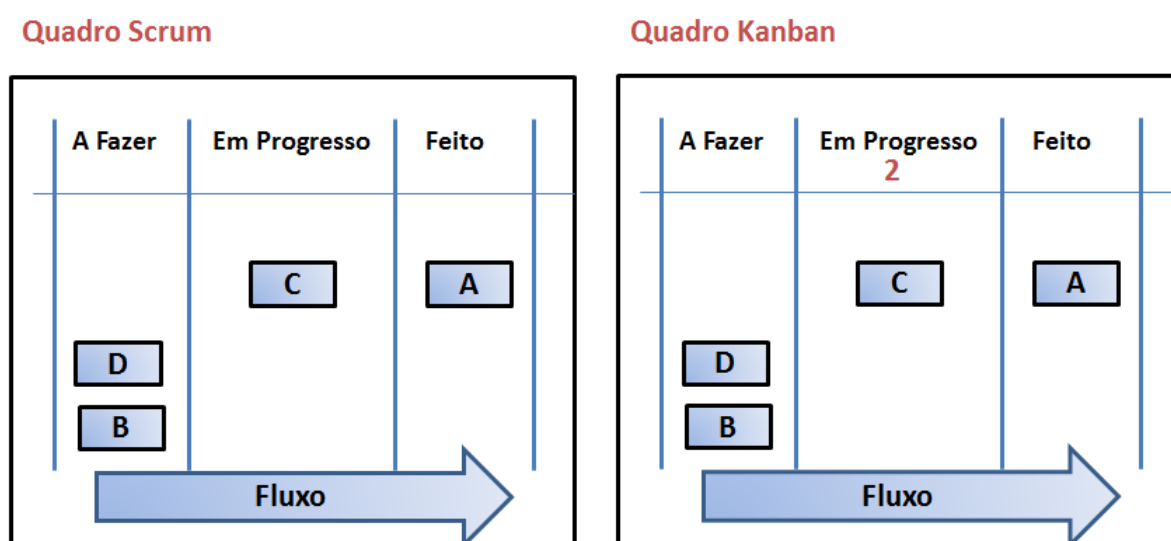 Quadro Scrum
A Fazer Em Progresso Feito
C A
D
B
Fluxo
Quadro Kanban
A Fazer Em Progresso Feito
2
C A
D
B
Fluxo